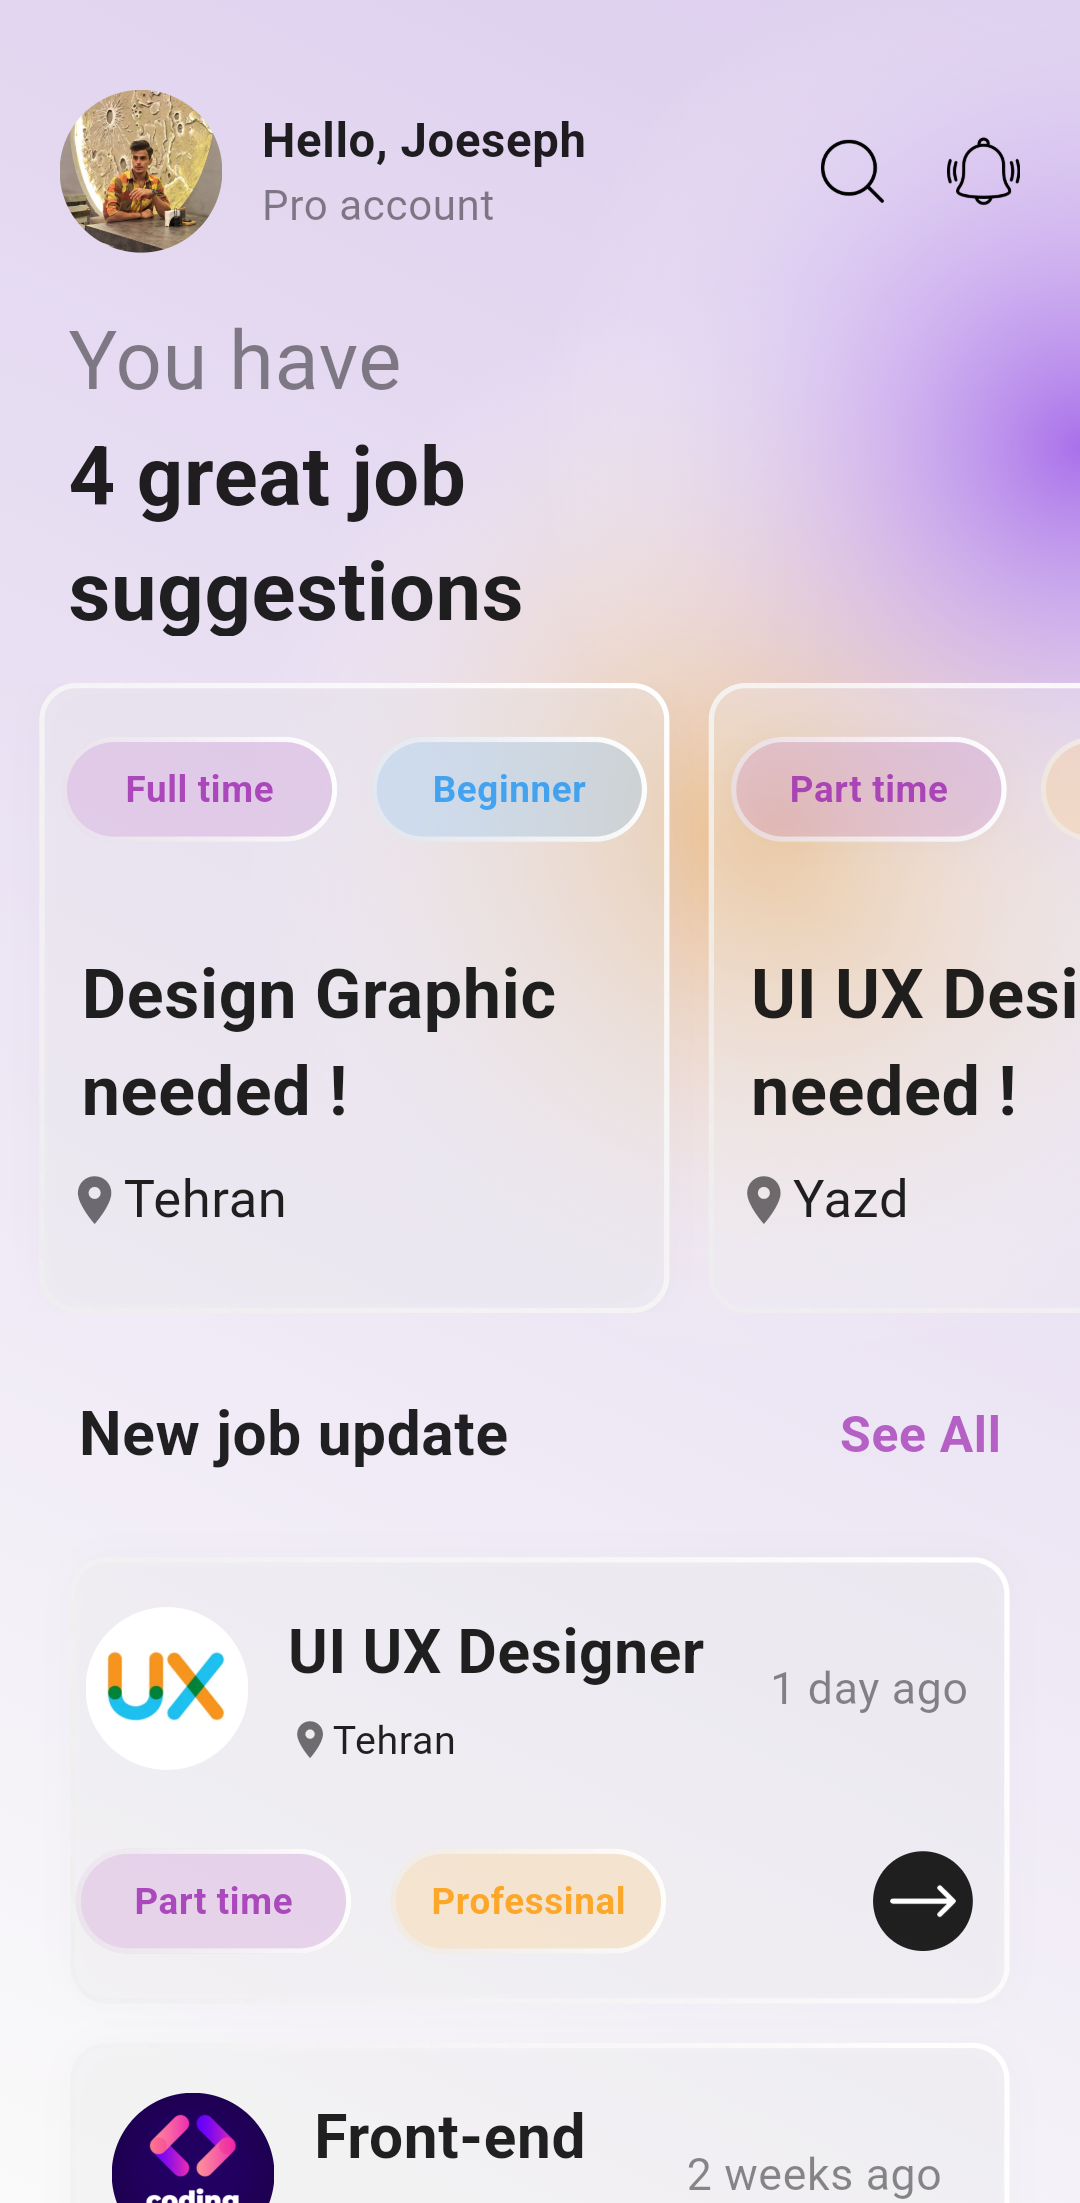 Hello, Joeseph
Pro account
You have
4 great job
suggestions
Full time
Beginner
Part time
Design Graphic
needed !
UI UX Desi
needed !
Tehran
Yazd
New job update
See All
UX
UI UX Designer
1 day ago
Tehran
Part time
Professinal
Front-end
2 weeks ago
coding